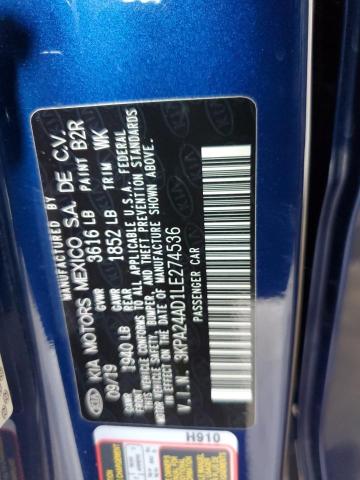 MANUFACTURED BY
KIA MOTORS MEXICO S.A. DE C.V.
09/19 GVWR 3616 LB PAINT B2R
GAWR FRONT 1940 LB GAWR REAR 1852 LB TRIM WK
THIS VEHICLE CONFORMS TO ALL APPLICABLE U.S.A. FEDERAL
MOTOR VEHICLE SAFETY, BUMPER, AND THEFT PREVENTION STANDARDS
IN EFFECT ON THE DATE OF MANUFACTURE SHOWN ABOVE.
V.I.N. 3KPA24AD1LE274536
PASSENGER CAR
H910